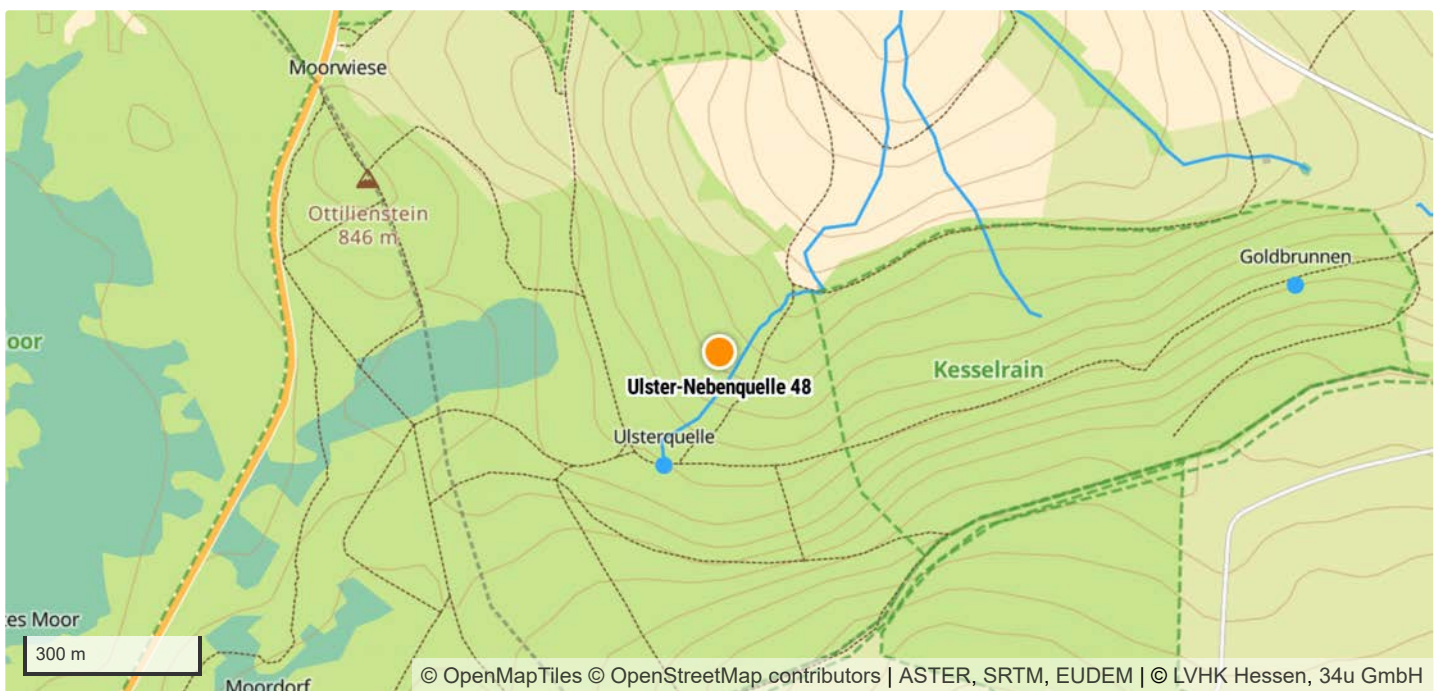 Moorwiese
Ottilienstein
846 m
Goldbrunnen
oor
Kesselrain
Ulster-Nebenquelle 48
Ulsterquelle
es Moor
300 m
Moordorf
© OpenMapTiles © OpenStreetMap contributors | ASTER, SRTM, EUDEM | © LVHK Hessen, 34u GmbH